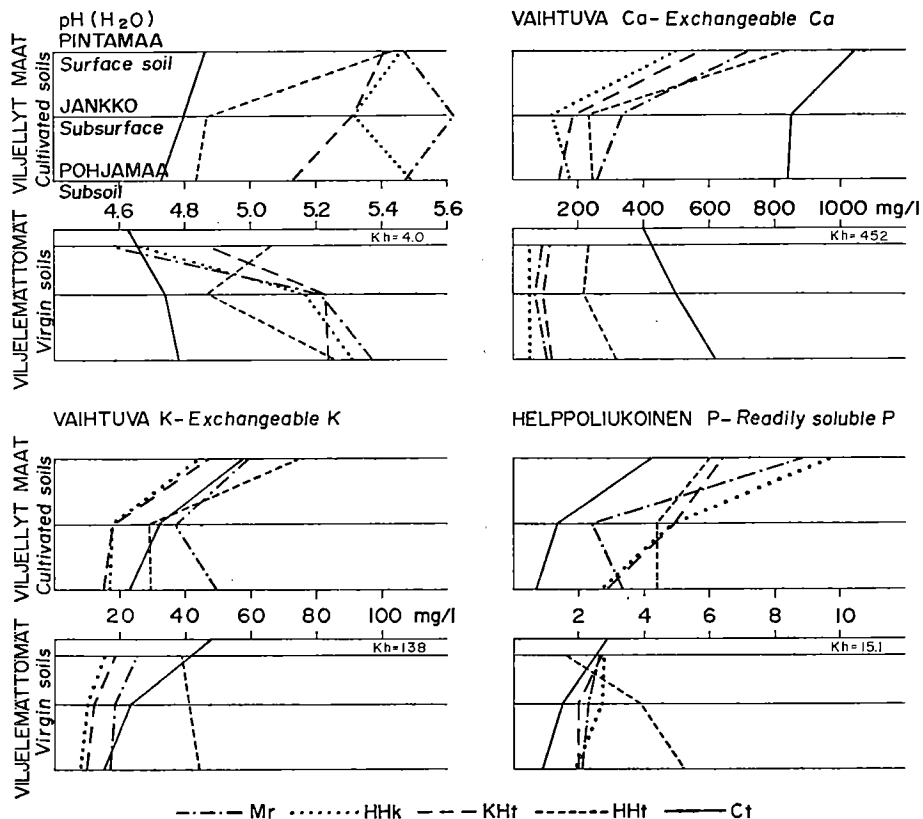 pH (H₂O)
PINTAMAA
Surface soil
JANKKO
Subsurface
POHJAMAA
Subsoil
VILJELLYT MAAT
Cultivated soils
4.6 4.8 5.0 5.2 5.4 5.6
Kh=4.0
VILJELEMÄTTÖMÄT
Virgin soils
VAIHTUVA Ca-Exchangeable Ca
200 400 600 800 1000 mg/l
Kh=452
VAIHTUVA K-Exchangeable K
VILJELLYT MAAT
Cultivated soils
20 40 60 80 100 mg/l
Kh=138
VILJELEMÄTTÖMÄT
Virgin soils
HELPPOLIUKOINEN P-Readily soluble P
2 4 6 8 10
Kh=15.1
Mr HHk KHt HHt Ct